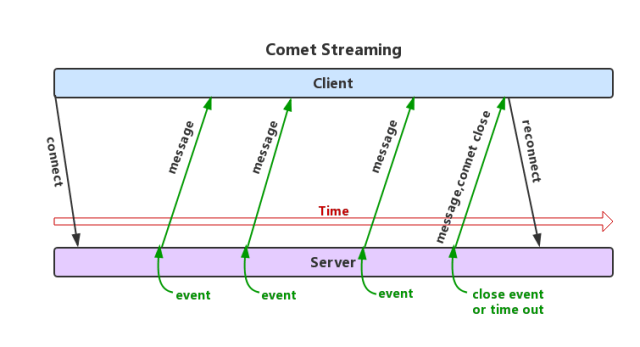 Comet Streaming
Client
connect
message
message
message
message,connet close
reconnect
Time
Server
event
event
event
close event
or time out